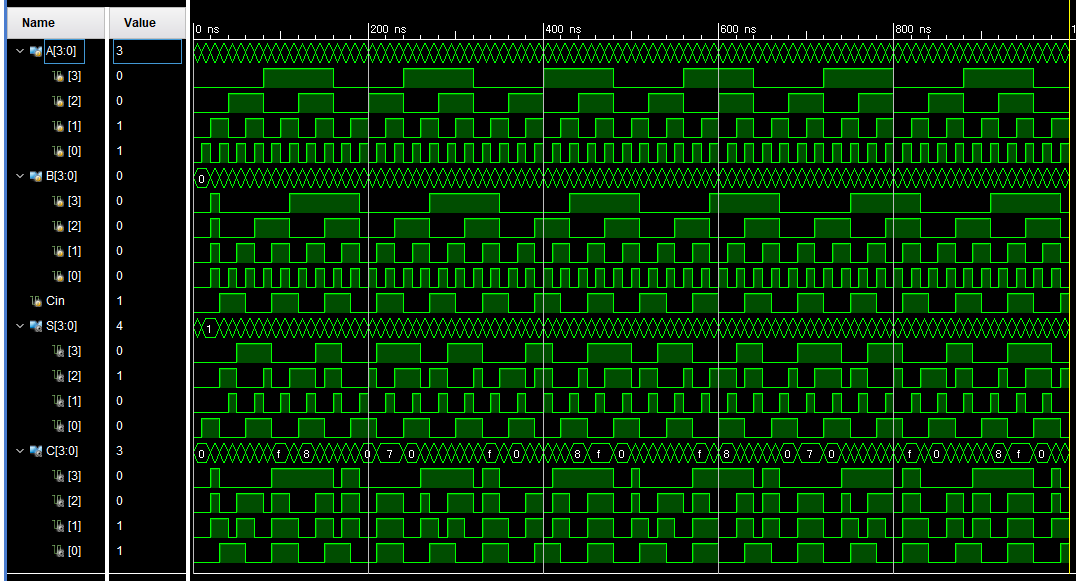 Name Value
0 ns 200 ns 400 ns 600 ns 800 ns 1
A[3:0] 3
[3] 0
[2] 0
[1] 1
[0] 1
B[3:0] 0 0
[3] 0
[2] 0
[1] 0
[0] 0
Cin 1
S[3:0] 4 1
[3] 0
[2] 1
[1] 0
[0] 0
C[3:0] 3 0 f 8 0 7 0 f 0 8 f 0 f 8 0 7 0 f 0 8 f 0
[3] 0
[2] 0
[1] 1
[0] 1